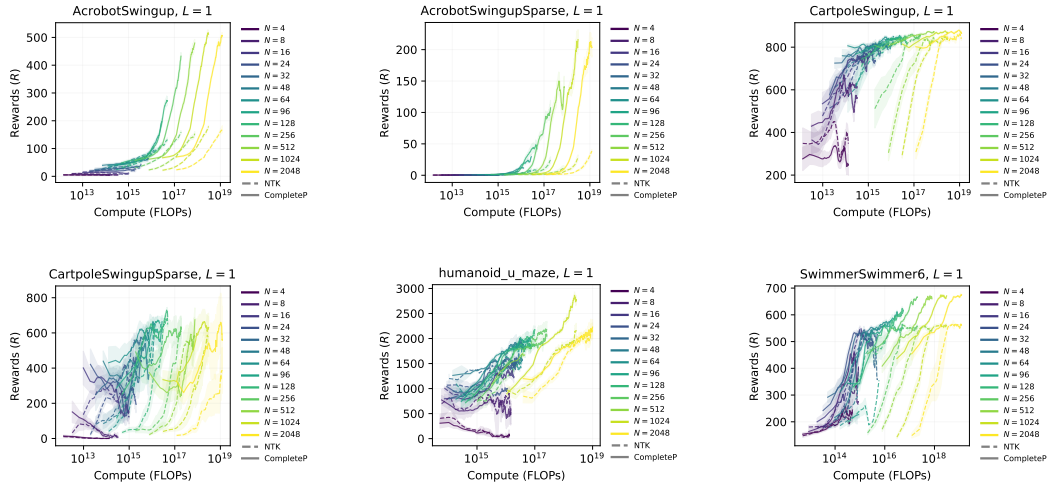 AcrobotSwingup, L = 1
Rewards (R)
500
400
300
200
100
0
10^13
10^15
10^17
10^19
Compute (FLOPs)
N = 4
N = 8
N = 16
N = 24
N = 32
N = 48
N = 64
N = 96
N = 128
N = 256
N = 512
N = 1024
N = 2048
NTK
CompleteP
AcrobotSwingupSparse, L = 1
Rewards (R)
200
150
100
50
0
10^13
10^15
10^17
10^19
Compute (FLOPs)
N = 4
N = 8
N = 16
N = 24
N = 32
N = 48
N = 64
N = 96
N = 128
N = 256
N = 512
N = 1024
N = 2048
NTK
CompleteP
CartpoleSwingup, L = 1
Rewards (R)
800
600
400
200
10^13
10^15
10^17
10^19
Compute (FLOPs)
N = 4
N = 8
N = 16
N = 24
N = 32
N = 48
N = 64
N = 96
N = 128
N = 256
N = 512
N = 1024
N = 2048
NTK
CompleteP
CartpoleSwingupSparse, L = 1
Rewards (R)
800
600
400
200
0
10^13
10^15
10^17
10^19
Compute (FLOPs)
N = 4
N = 8
N = 16
N = 24
N = 32
N = 48
N = 64
N = 96
N = 128
N = 256
N = 512
N = 1024
N = 2048
NTK
CompleteP
humanoid_u_maze, L = 1
Rewards (R)
3000
2500
2000
1500
1000
500
0
10^15
10^17
10^19
Compute (FLOPs)
N = 4
N = 8
N = 16
N = 24
N = 32
N = 48
N = 64
N = 96
N = 128
N = 256
N = 512
N = 1024
N = 2048
NTK
CompleteP
SwimmerSwimmer6, L = 1
Rewards (R)
700
600
500
400
300
200
10^14
10^16
10^18
Compute (FLOPs)
N = 4
N = 8
N = 16
N = 24
N = 32
N = 48
N = 64
N = 96
N = 128
N = 256
N = 512
N = 1024
N = 2048
NTK
CompleteP